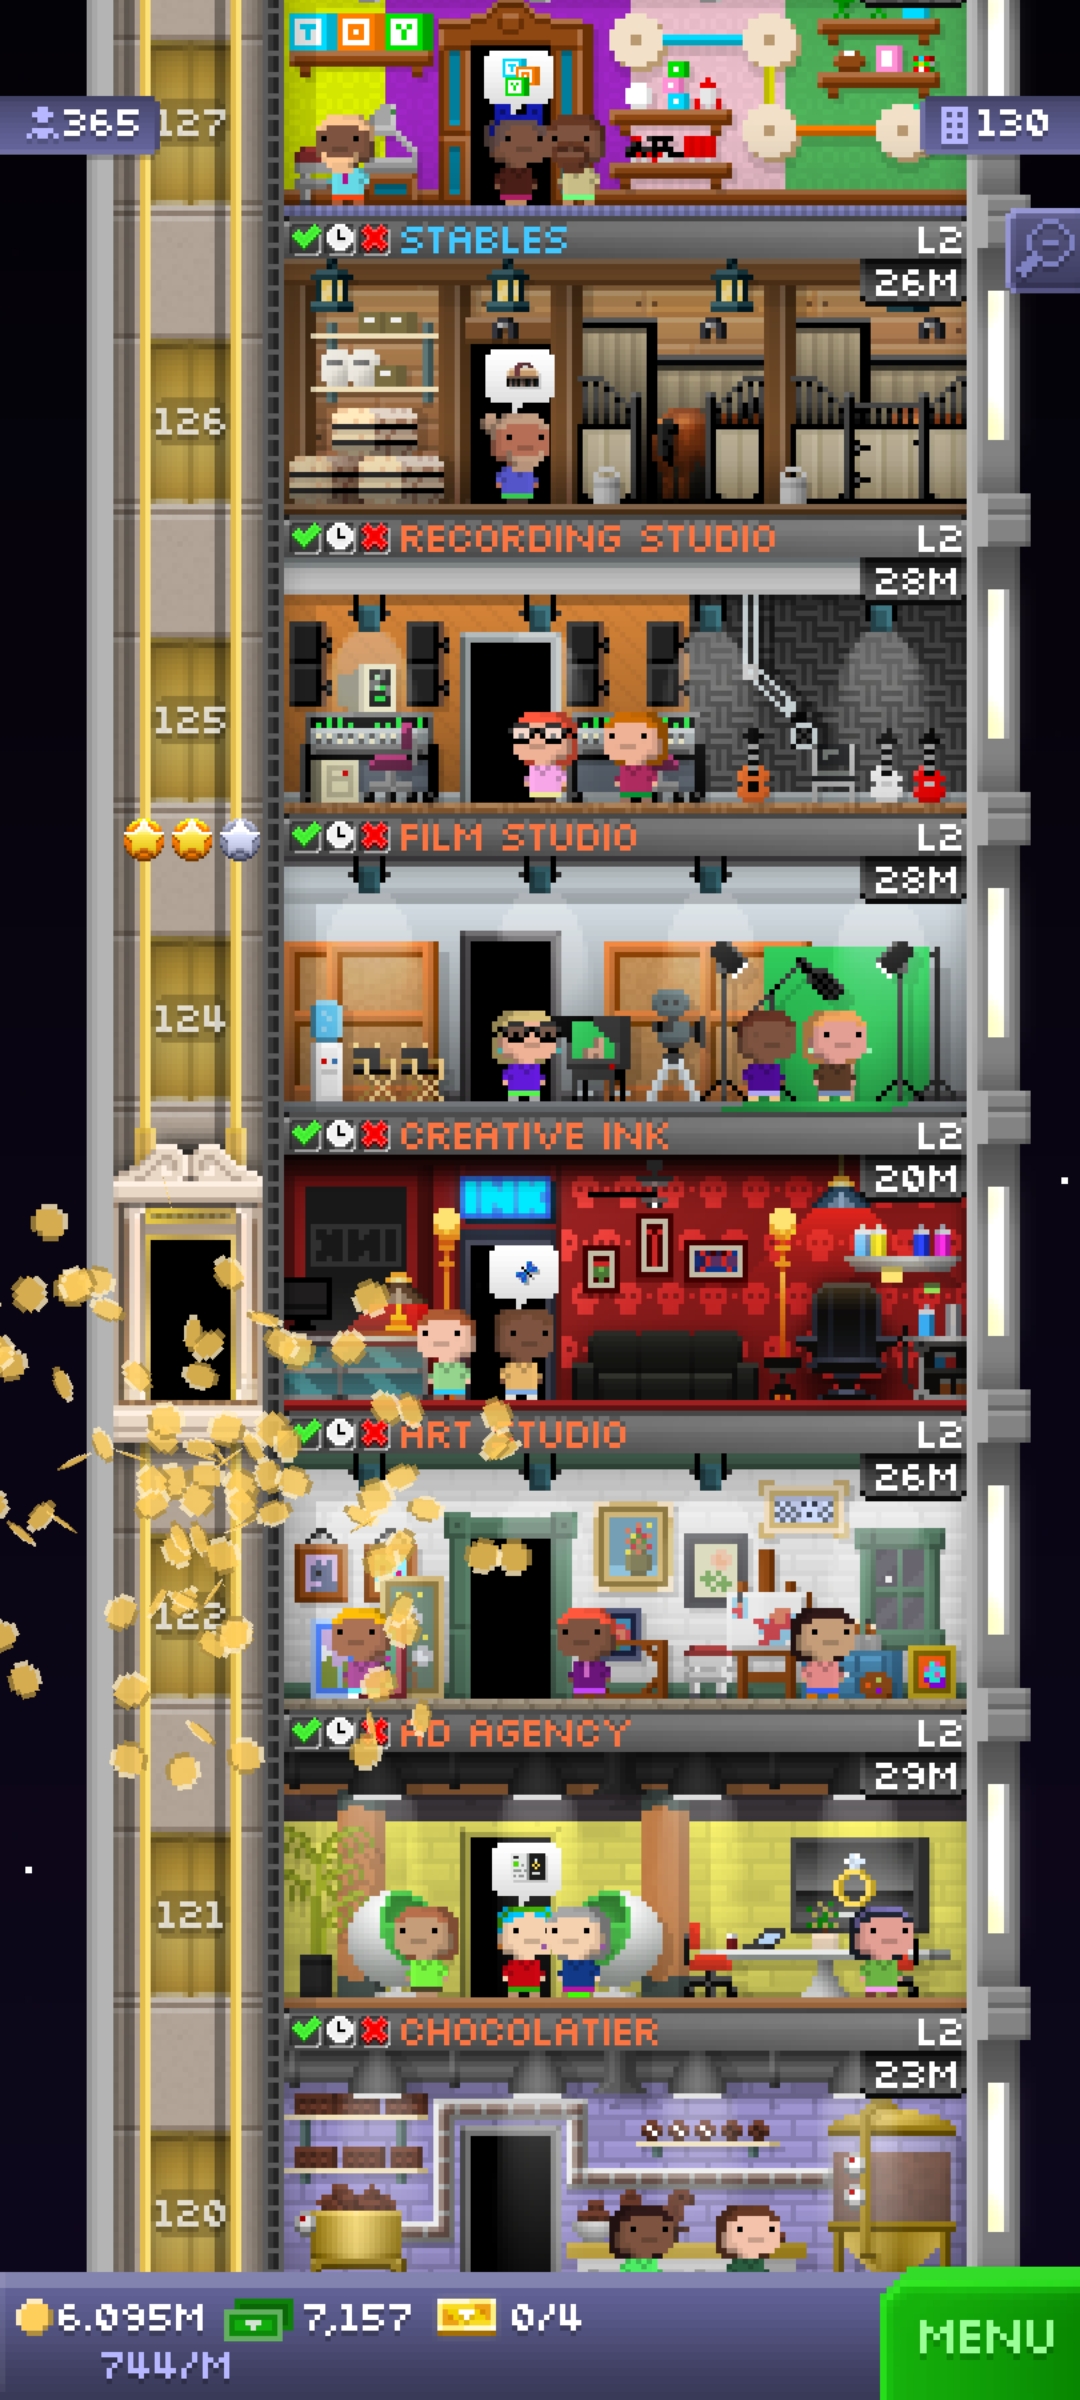 T O Y
365
127
130
STABLES L2
26M
126
RECORDING STUDIO L2
28M
125
FILM STUDIO L2
28M
124
CREATIVE INK L2
20M
INK
ART STUDIO L2
26M
122
AD AGENCY L2
29M
121
CHOCOLATIER L2
23M
120
6.095M 7,157 0/4
744/M
MENU